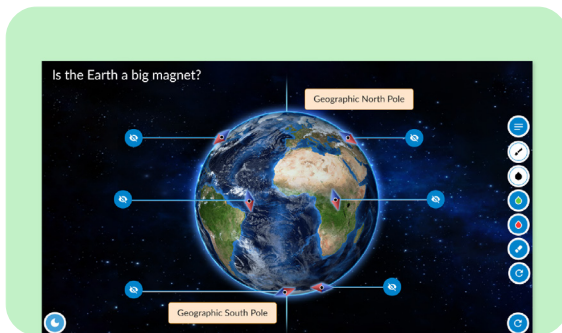 Is the Earth a big magnet?
Geographic North Pole
Geographic South Pole